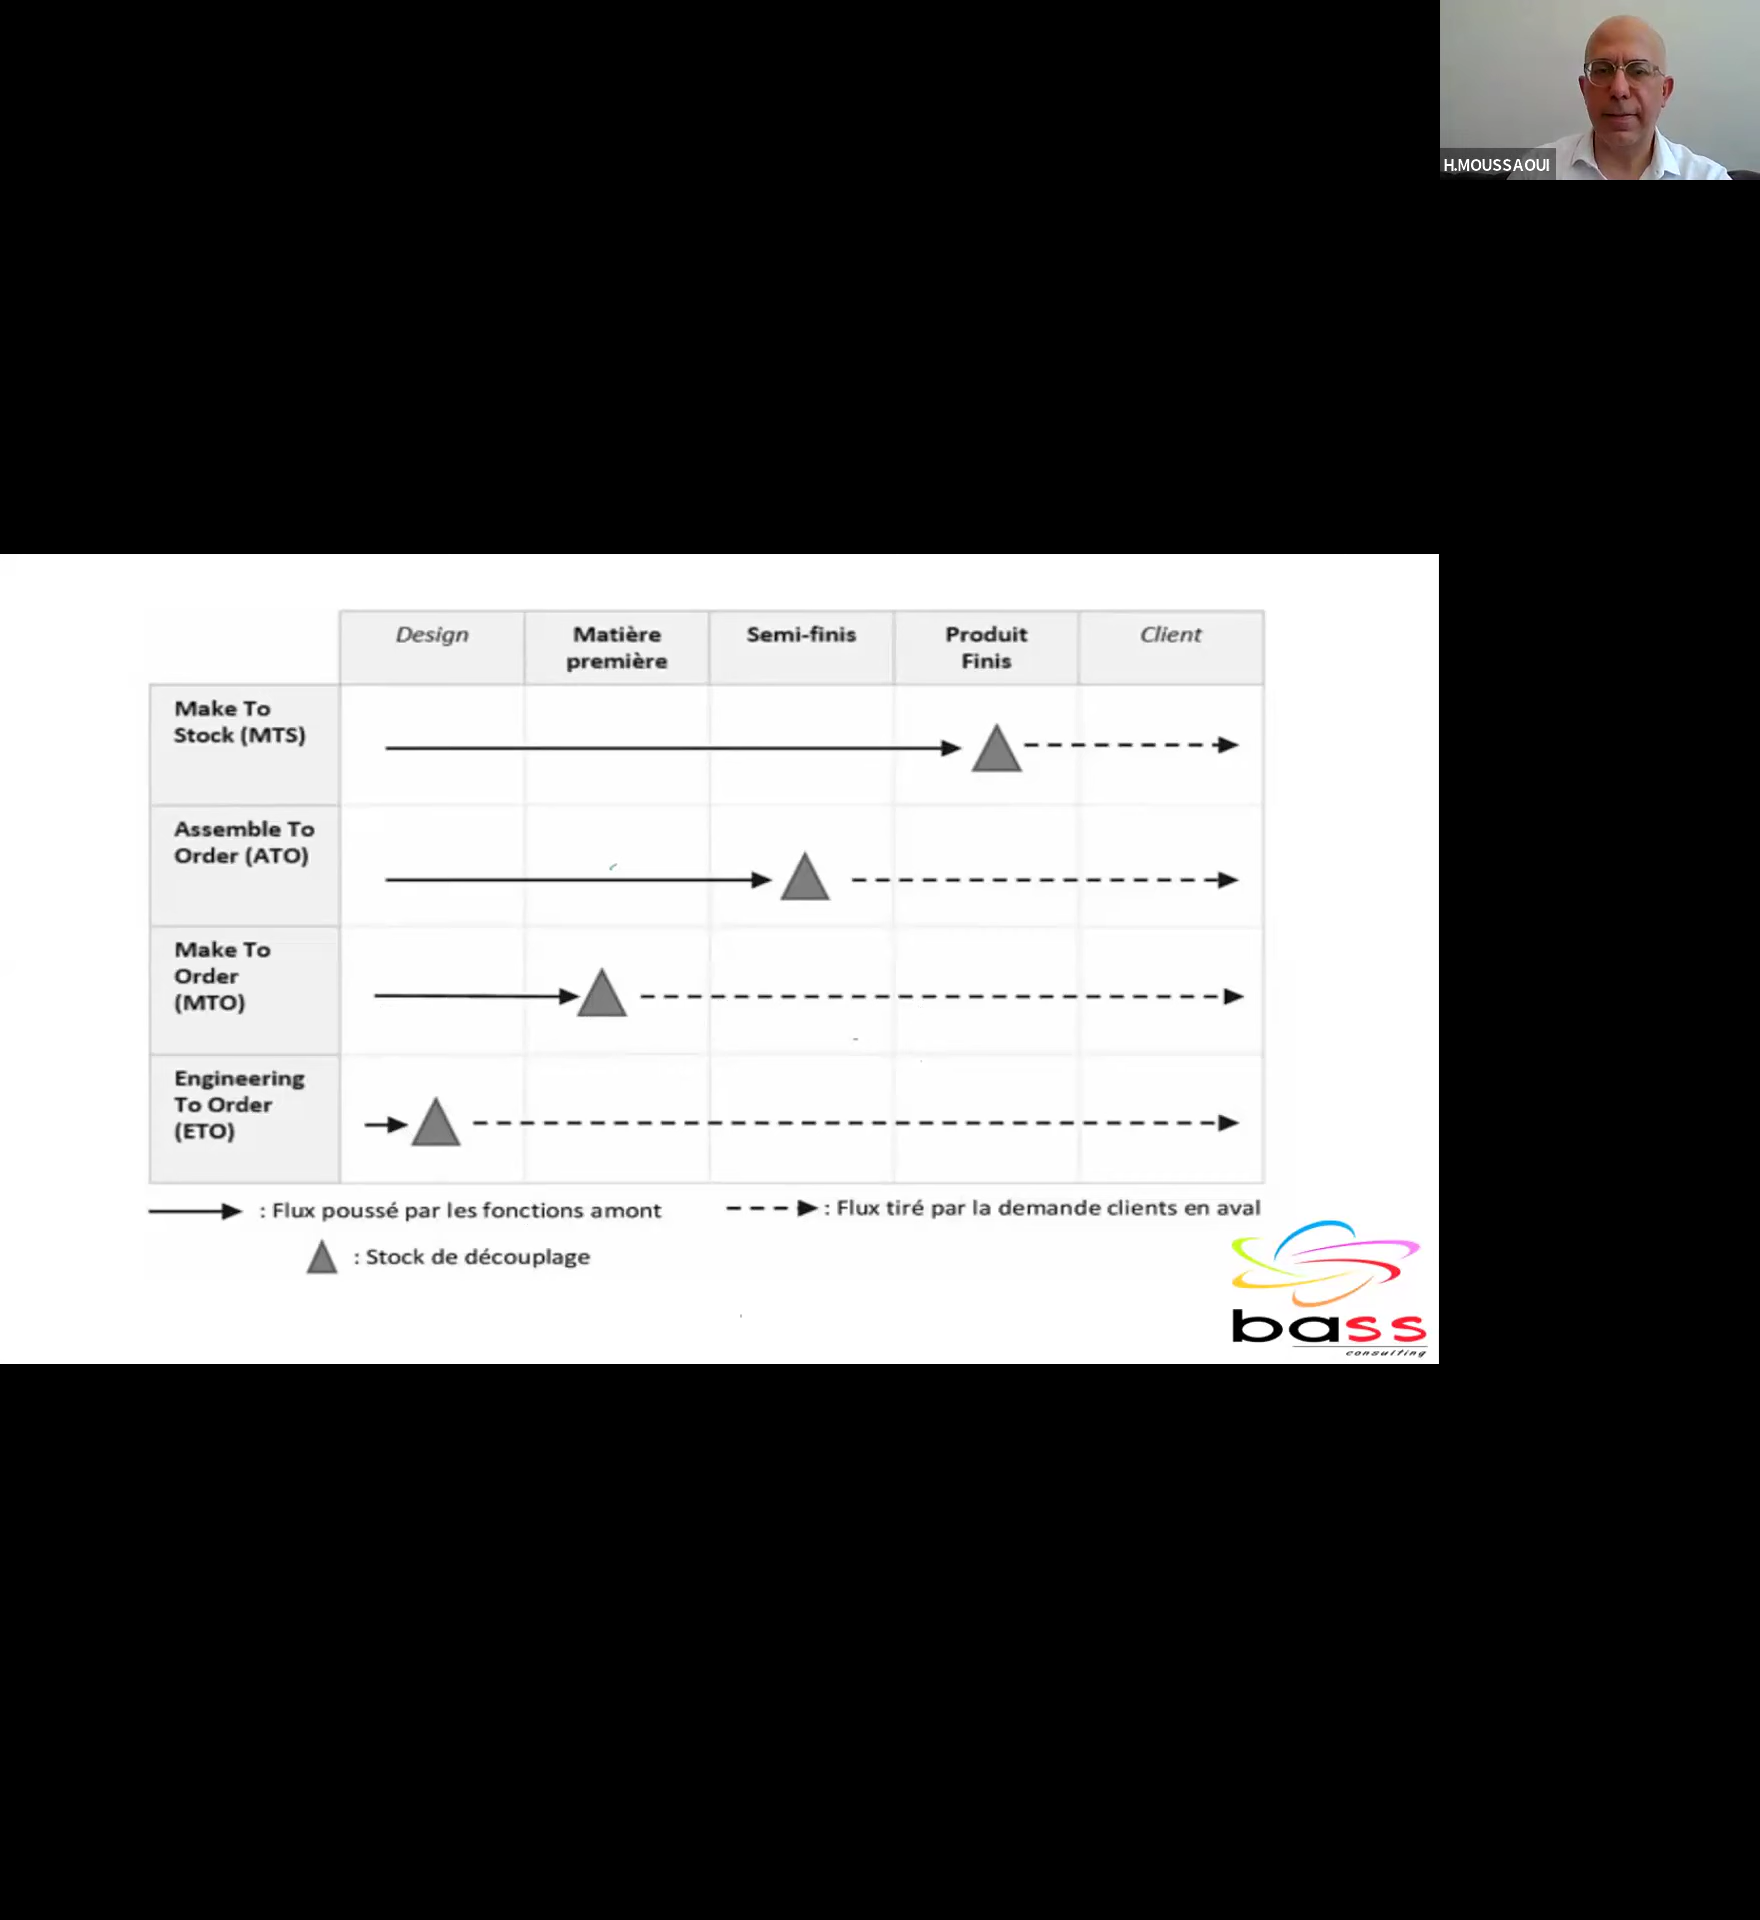 H.MOUSSAOUI
Design
Matière
première
Semi-finis
Produit
Finis
Client
Make To
Stock (MTS)
Assemble To
Order (ATO)
Make To
Order
(MTO)
Engineering
To Order
(ETO)
: Flux poussé par les fonctions amont
: Flux tiré par la demande clients en aval
: Stock de découplage
bass
consulting